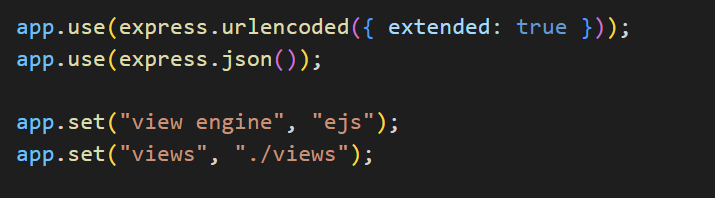 app.use(express.urlencoded({ extended: true }));
app.use(express.json());
app.set("view engine", "ejs");
app.set("views", "./views");